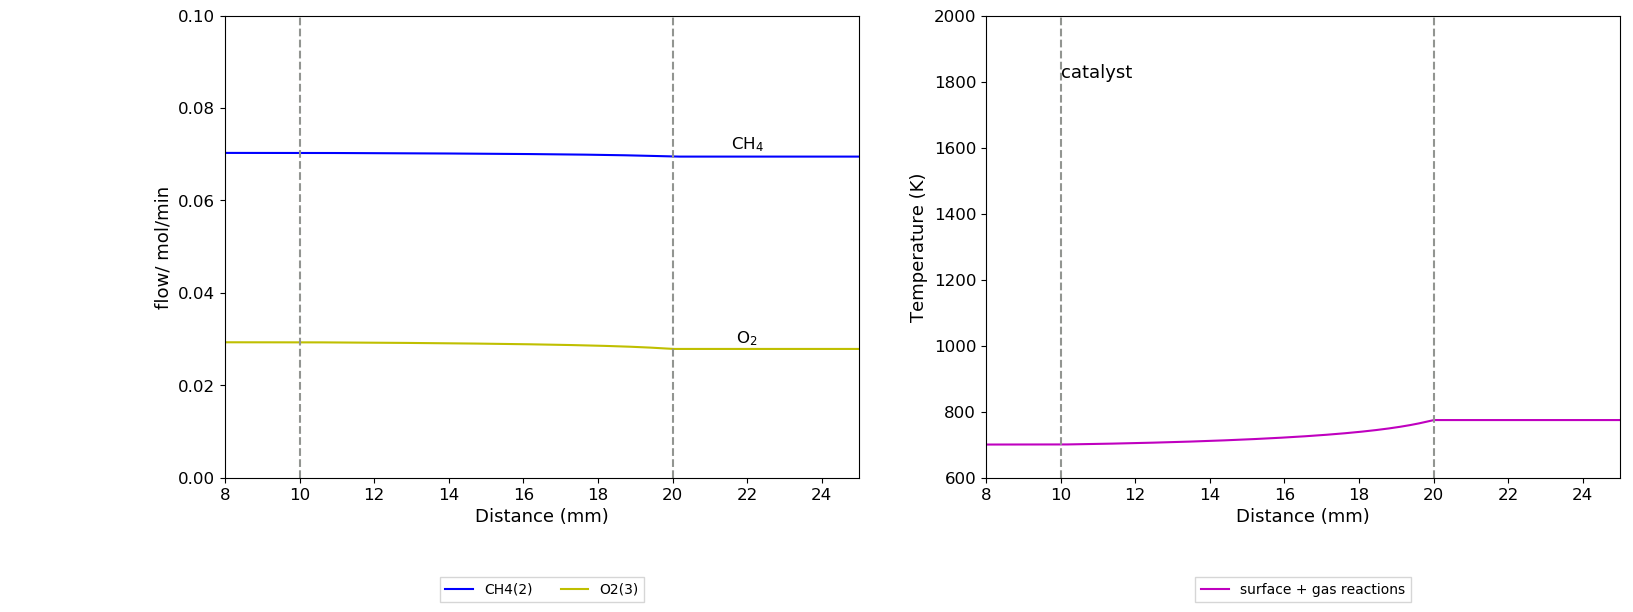 0.10
0.08
0.06
0.04
0.02
0.00
flow/ mol/min
CH₄
O₂
8 10 12 14 16 18 20 22 24
Distance (mm)
CH4(2) O2(3)
2000
1800
1600
1400
1200
1000
800
600
Temperature (K)
catalyst
8 10 12 14 16 18 20 22 24
Distance (mm)
surface + gas reactions